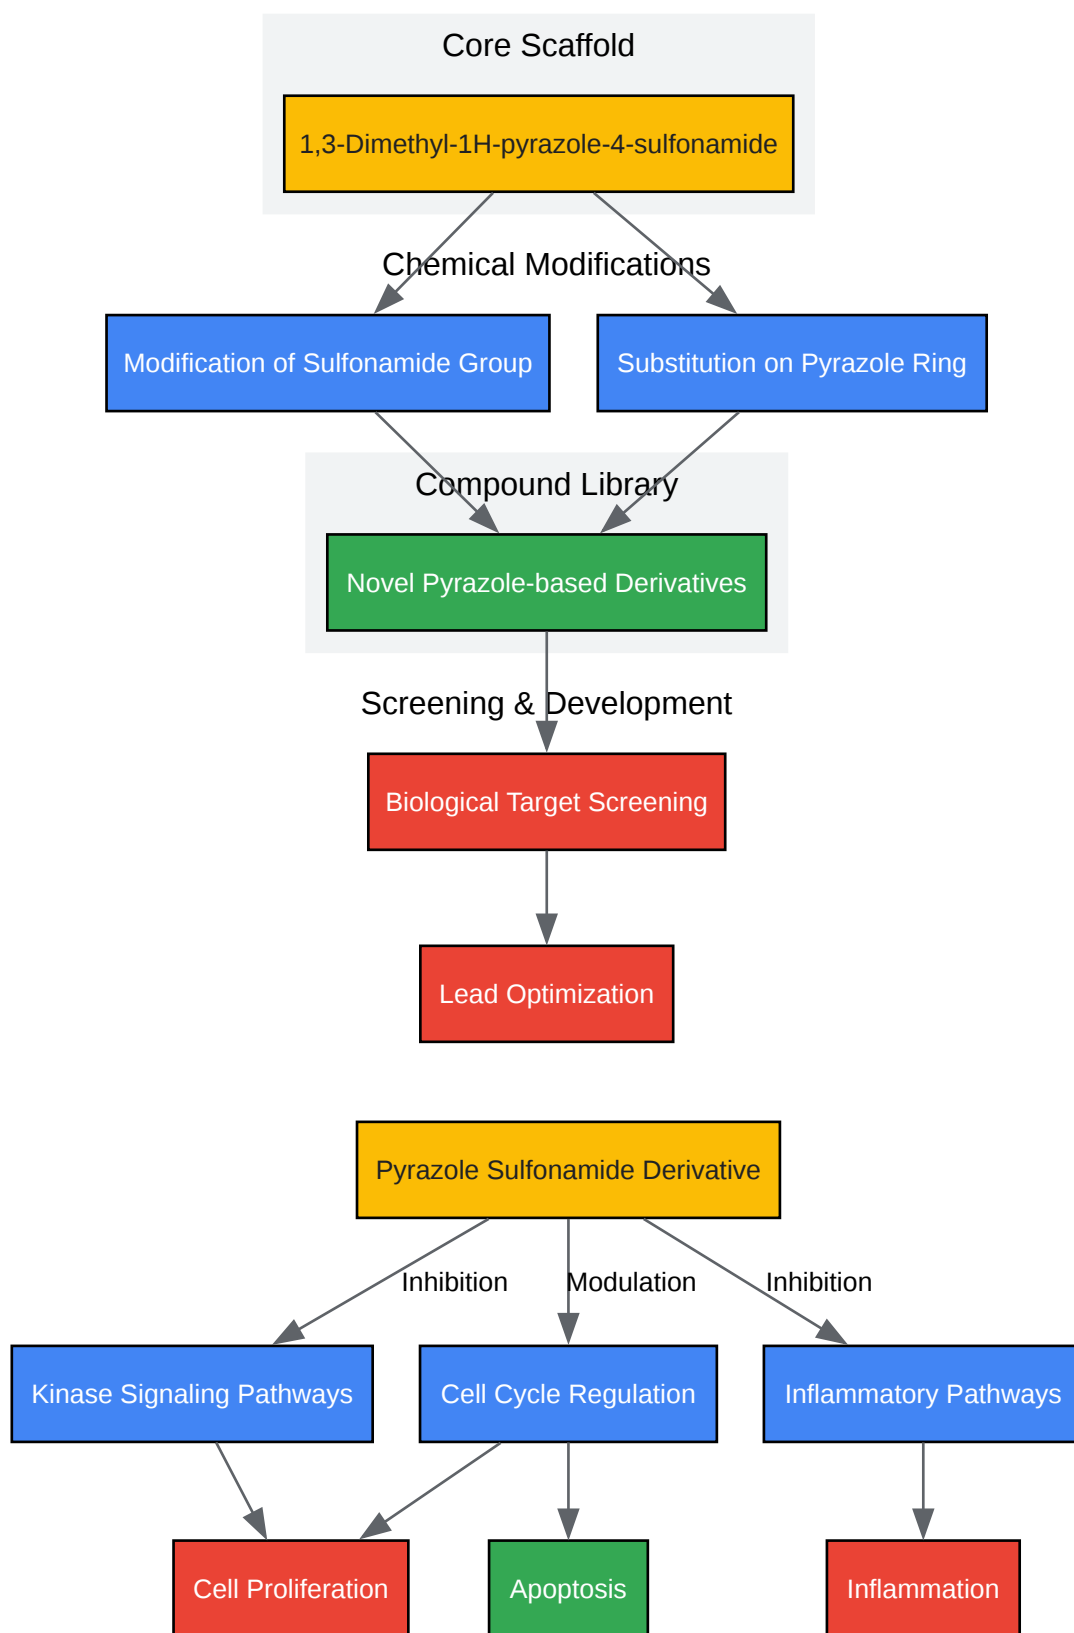 Core Scaffold
1,3-Dimethyl-1H-pyrazole-4-sulfonamide
Chemical Modifications
Modification of Sulfonamide Group
Substitution on Pyrazole Ring
Compound Library
Novel Pyrazole-based Derivatives
Screening & Development
Biological Target Screening
Lead Optimization
Pyrazole Sulfonamide Derivative
Inhibition
Modulation
Inhibition
Kinase Signaling Pathways
Cell Cycle Regulation
Inflammatory Pathways
Cell Proliferation
Apoptosis
Inflammation